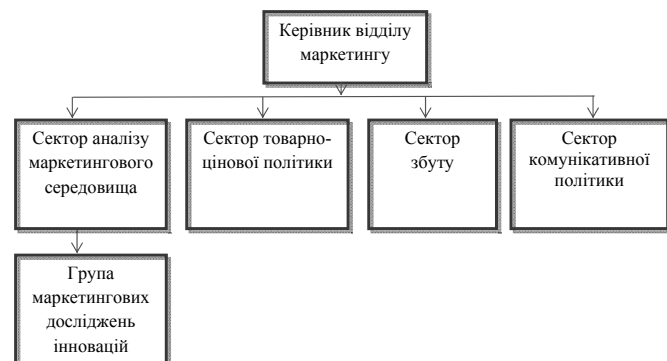 Керівник відділу
маркетингу
Сектор аналізу
маркетингового
середовища
Сектор товарно-
цінової політики
Сектор
збуту
Сектор
комунікативної
політики
Група
маркетингових
досліджень
інновацій